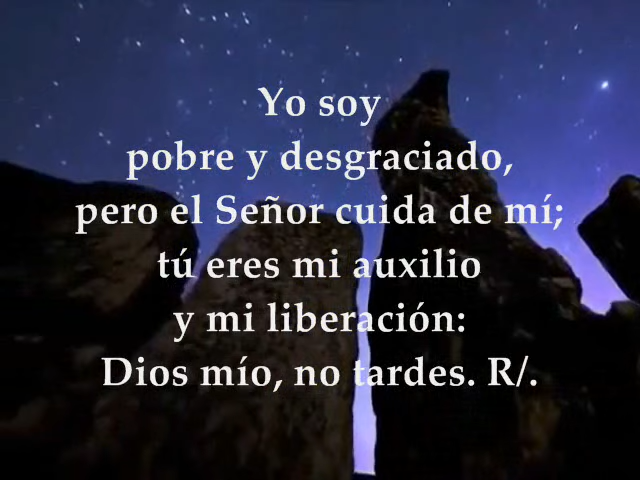 Yo soy
pobre y desgraciado,
pero el Señor cuida de mí;
tú eres mi auxilio
y mi liberación:
Dios mío, no tardes. R/.